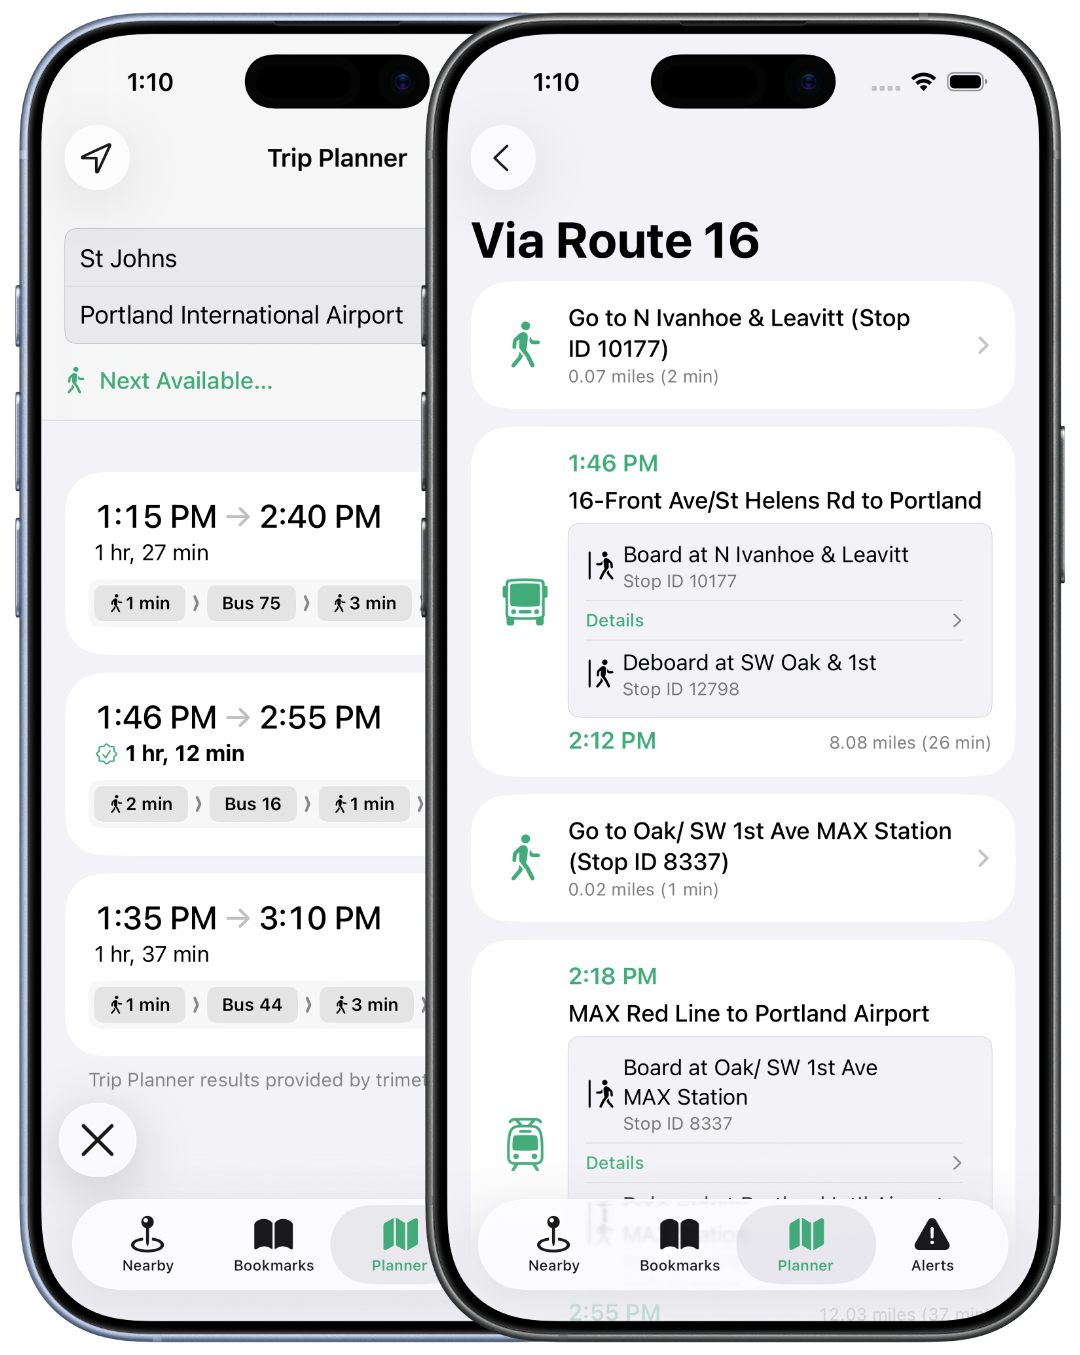 1:10
Trip Planner
St Johns
Portland International Airport
Next Available...
1:15 PM → 2:40 PM
1 hr, 27 min
1 min
Bus 75
3 min
1:46 PM → 2:55 PM
1 hr, 12 min
2 min
Bus 16
1 min
1:35 PM → 3:10 PM
1 hr, 37 min
1 min
Bus 44
3 min
Trip Planner results provided by trimet
Nearby
Bookmarks
Planner
1:10
Via Route 16
Go to N Ivanhoe & Leavitt (Stop
ID 10177)
0.07 miles (2 min)
1:46 PM
16-Front Ave/St Helens Rd to Portland
Board at N Ivanhoe & Leavitt
Stop ID 10177
Details
Deboard at SW Oak & 1st
Stop ID 12798
2:12 PM
8.08 miles (26 min)
Go to Oak/ SW 1st Ave MAX Station
(Stop ID 8337)
0.02 miles (1 min)
2:18 PM
MAX Red Line to Portland Airport
Board at Oak/ SW 1st Ave
MAX Station
Stop ID 8337
Details
Nearby
Bookmarks
Planner
Alerts
2:55 PM
12.03 miles (37 min)